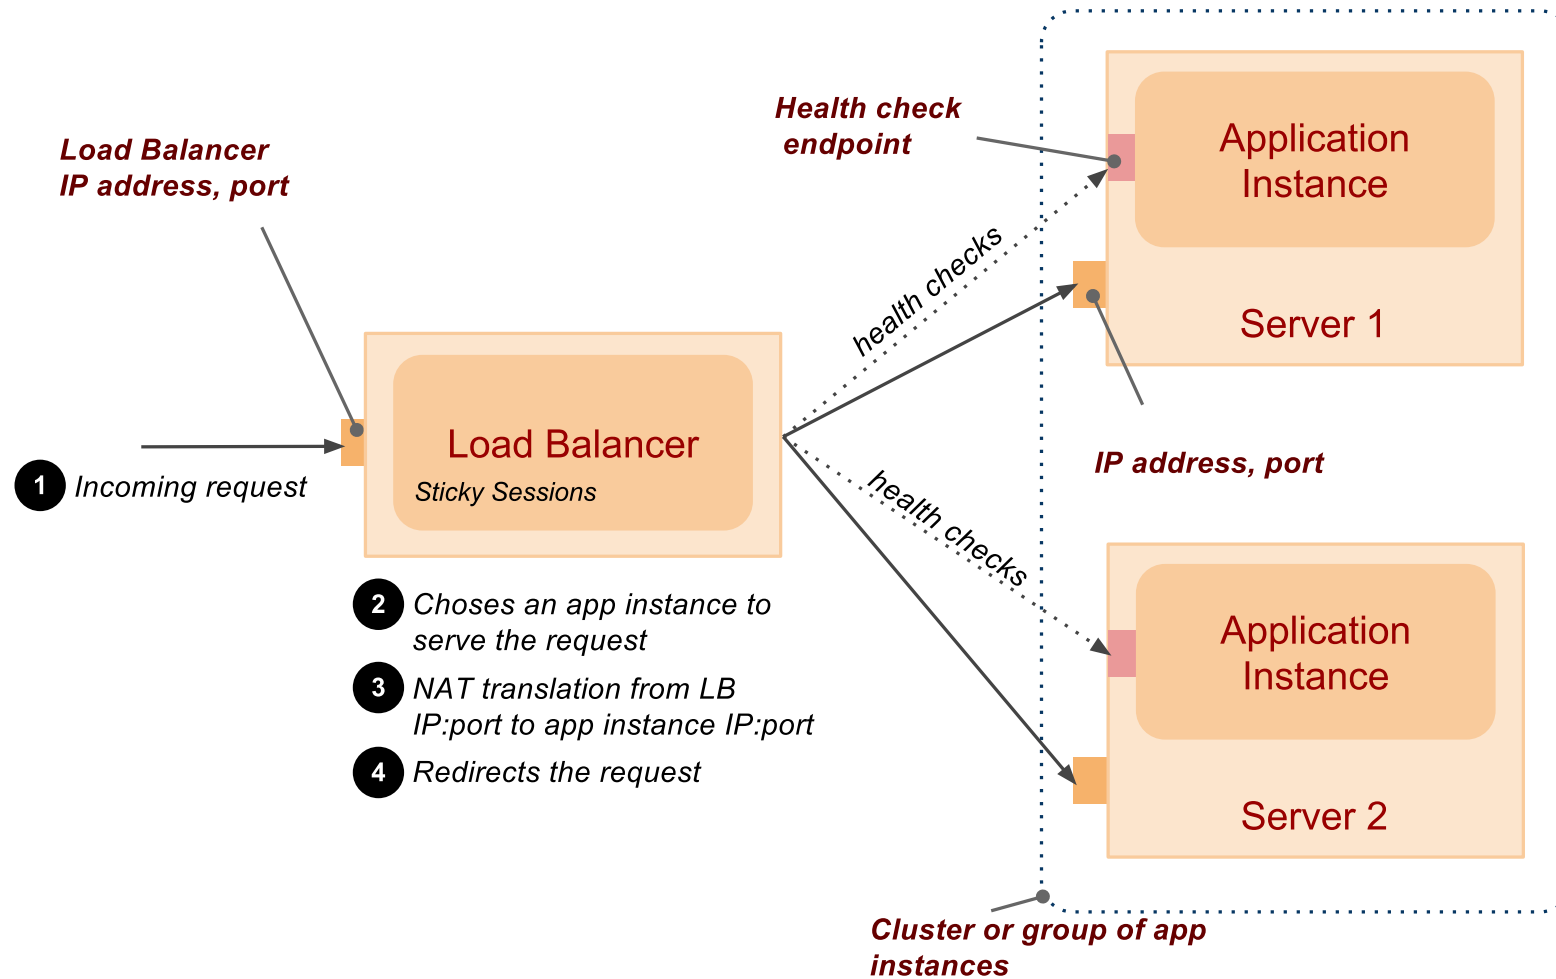 Health check
endpoint
Load Balancer
IP address, port
Application
Instance
health checks
Server 1
Load Balancer
Sticky Sessions
1 Incoming request
IP address, port
health checks
2 Choses an app instance to
serve the request
3 NAT translation from LB
IP:port to app instance IP:port
4 Redirects the request
Application
Instance
Server 2
Cluster or group of app
instances